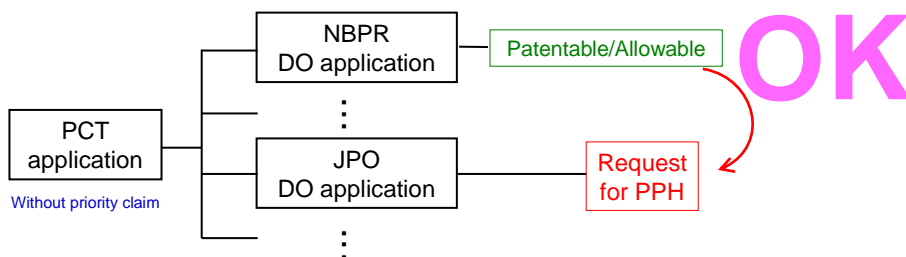 NBPR
DO application
Patentable/Allowable
OK
PCT
application
Without priority claim
JPO
DO application
Request
for PPH